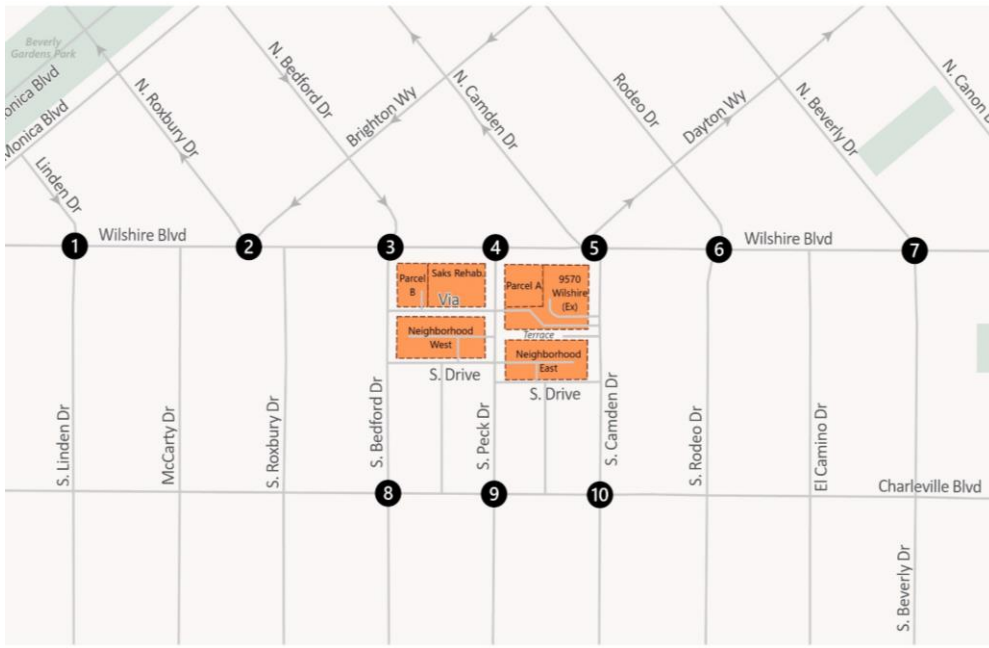 Beverly
Gardens Park
onica Blvd
Monica Blvd
Linden Dr
N. Roxbury Dr
N. Bedford Dr
Brighton Wy
N. Camden Dr
Rodeo Dr
Dayton Wy
N. Beverly Dr
N. Canon D
1
Wilshire Blvd
2
3
4
5
6
Wilshire Blvd
7
Parcel
B
Saks Rehab
Parcel A
9570
Wilshire
(Ex)
Via
Neighborhood
West
Terrace
Neighborhood
East
S. Drive
S. Drive
S. Linden Dr
McCarty Dr
S. Roxbury Dr
S. Bedford Dr
S. Peck Dr
S. Camden Dr
S. Rodeo Dr
El Camino Dr
Charleville Blvd
8
9
10
S. Beverly Dr